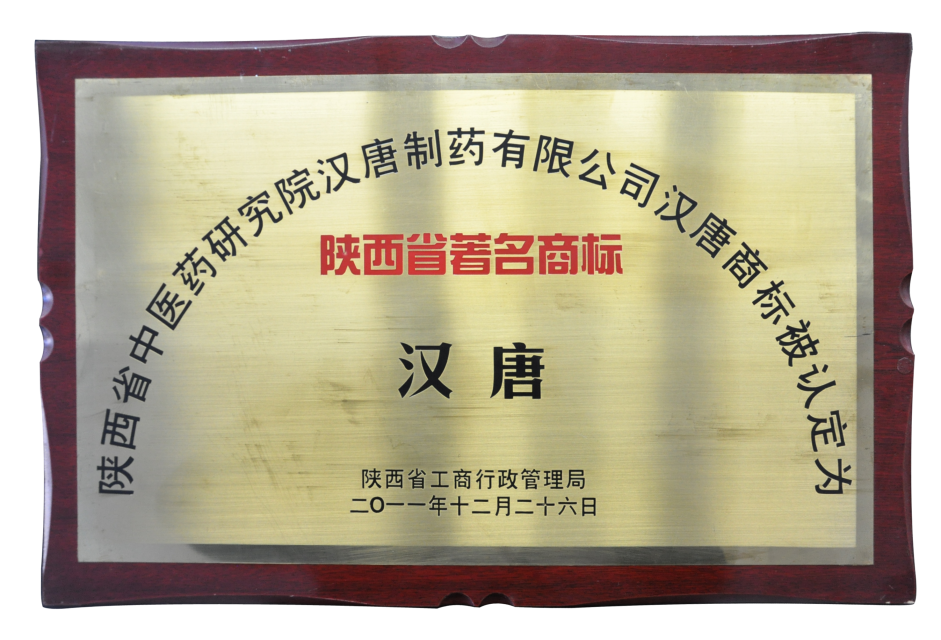 陕西省中医药研究院汉唐制药有限公司汉唐商标被认定为
陕西省著名商标
汉唐
陕西省工商行政管理局
二〇一一年十二月二十六日